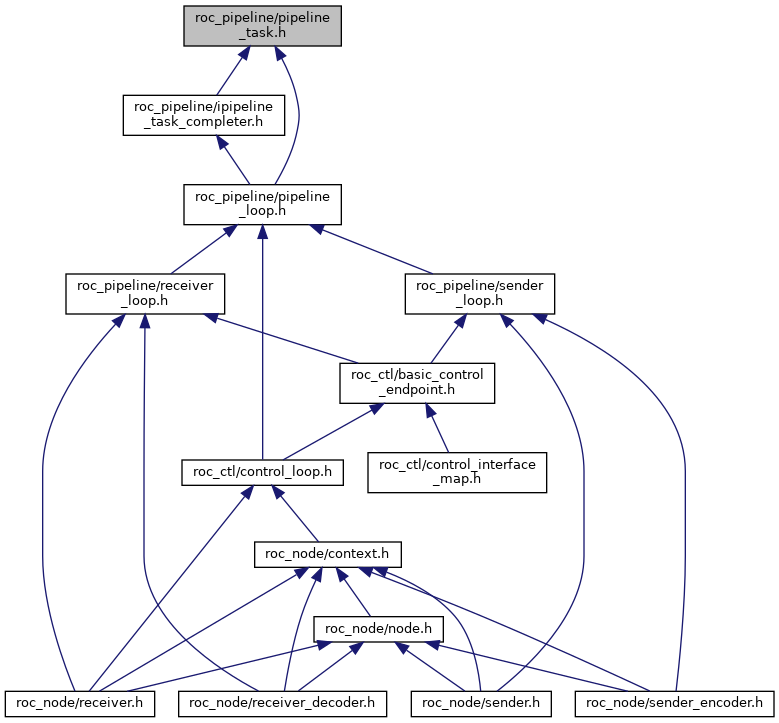 roc_pipeline/pipeline
_task.h
roc_pipeline/ipipeline
_task_completer.h
roc_pipeline/pipeline
_loop.h
roc_pipeline/receiver
_loop.h
roc_pipeline/sender
_loop.h
roc_ctl/basic_control
_endpoint.h
roc_ctl/control_loop.h
roc_ctl/control_interface
_map.h
roc_node/context.h
roc_node/node.h
roc_node/receiver.h
roc_node/receiver_decoder.h
roc_node/sender.h
roc_node/sender_encoder.h